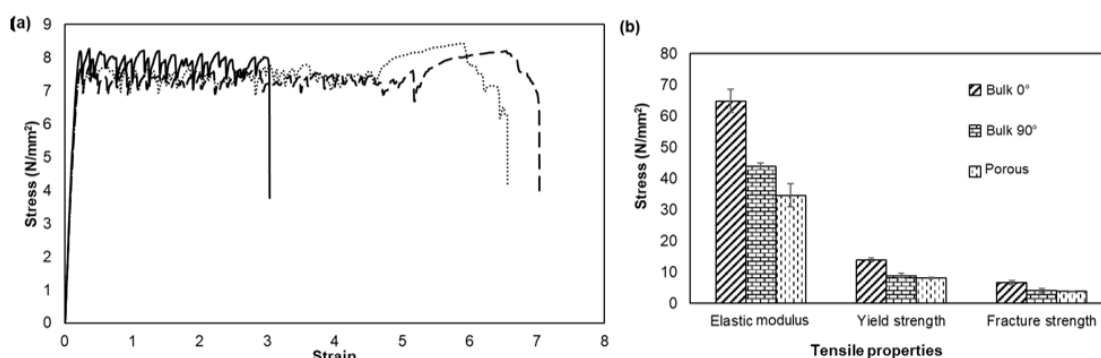 (a)
9
8
7
6
5
4
3
2
1
0
Stress (N/mm²)
0 1 2 3 4 5 6 7 8
Strain
(b)
80
70
60
50
40
30
20
10
0
Stress (N/mm²)
Bulk 0°
Bulk 90°
Porous
Elastic modulus Yield strength Fracture strength
Tensile properties